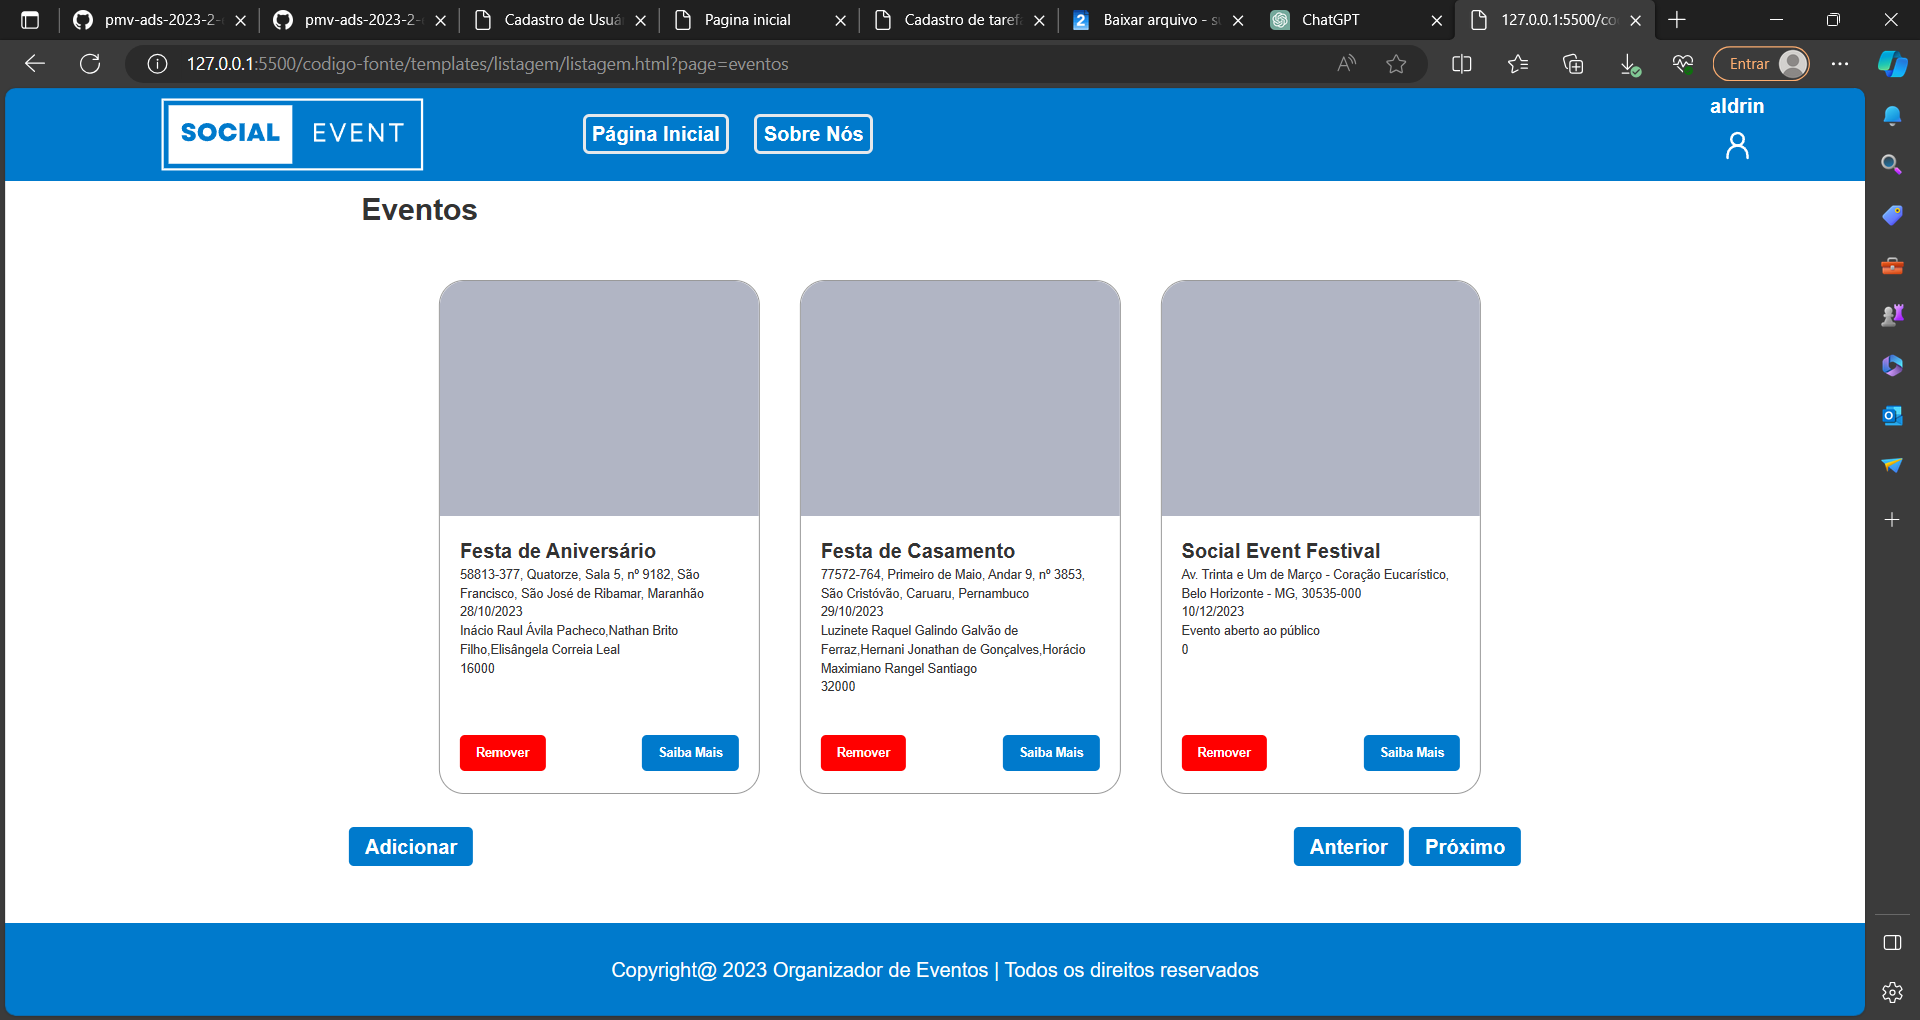 pmv-ads-2023-2-
pmv-ads-2023-2-
Cadastro de Usuá
Pagina inicial
Cadastro de taref
Baixar arquivo - su
ChatGPT
127.0.0.1:5500/co
127.0.0.1:5500/codigo-fonte/templates/listagem/listagem.html?page=eventos
Entrar
SOCIAL EVENT
Página Inicial
Sobre Nós
aldrin
Eventos
Festa de Aniversário
58813-377, Quatorze, Sala 5, nº 9182, São
Francisco, São José de Ribamar, Maranhão
28/10/2023
Inácio Raul Ávila Pacheco,Nathan Brito
Filho,Elisângela Correia Leal
16000
Remover
Saiba Mais
Festa de Casamento
77572-764, Primeiro de Maio, Andar 9, nº 3853,
São Cristóvão, Caruaru, Pernambuco
29/10/2023
Luzinete Raquel Galindo Galvão de
Ferraz,Hernani Jonathan de Gonçalves,Horácio
Maximiano Rangel Santiago
32000
Remover
Saiba Mais
Social Event Festival
Av. Trinta e Um de Março - Coração Eucarístico,
Belo Horizonte - MG, 30535-000
10/12/2023
Evento aberto ao público
0
Remover
Saiba Mais
Adicionar
Anterior
Próximo
Copyright@ 2023 Organizador de Eventos | Todos os direitos reservados